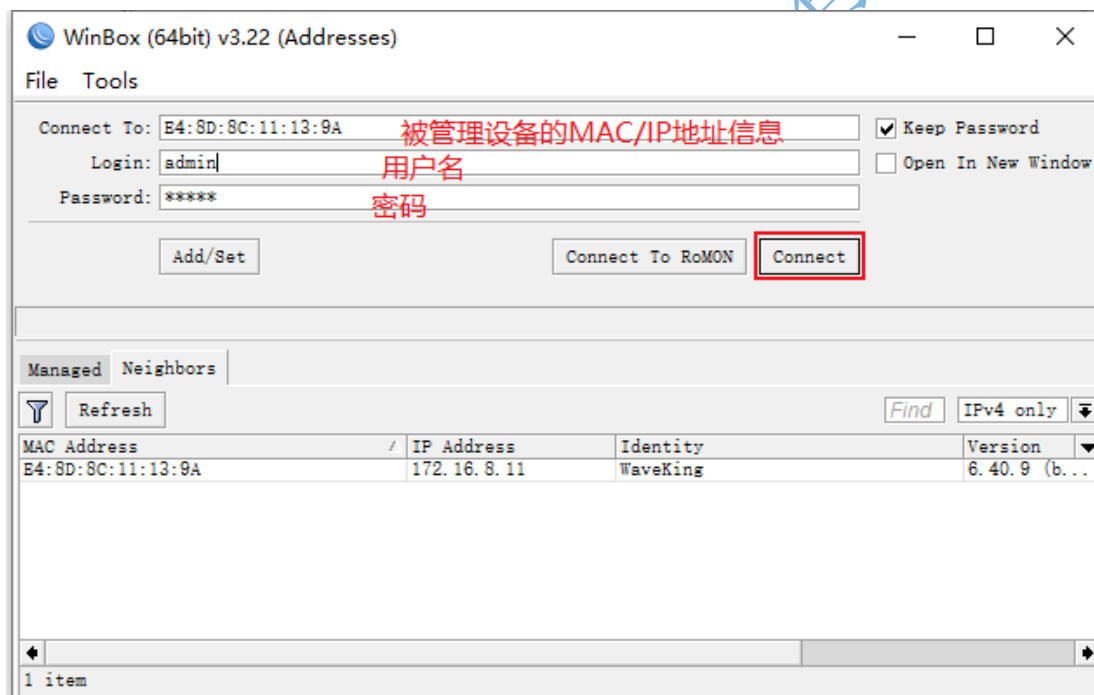 WinBox (64bit) v3.22 (Addresses)
File Tools
Connect To: E4:8D:8C:11:13:9A 被管理设备的MAC/IP地址信息 Keep Password
Login: admin 用户名 Open In New Window
Password: ***** 密码
Add/Set Connect To RoMON Connect
Managed Neighbors
Refresh Find IPv4 only
MAC Address IP Address Identity Version
E4:8D:8C:11:13:9A 172.16.8.11 WaveKing 6.40.9 (b...
1 item